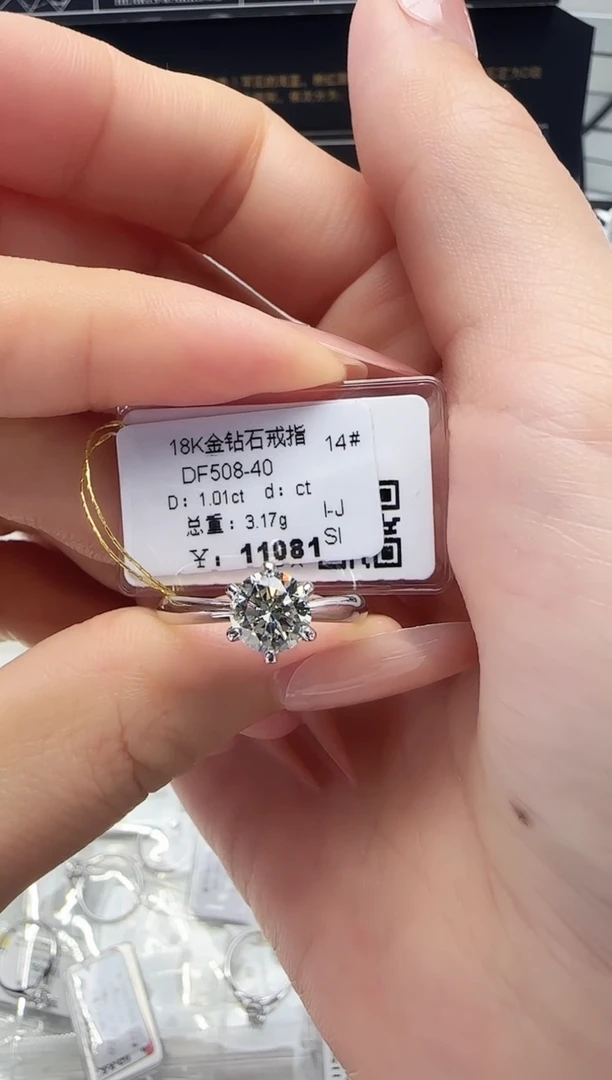 18K金钻石戒指 14#
DF508-40
D: 1.01ct d: ct
总重: 3.17g I-J
SI
¥: 11081